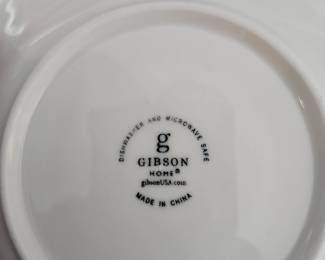 DISHWASHER AND MICROWAVE SAFE
g
GIBSON
HOME®
gibsonUSA.com
MADE IN CHINA